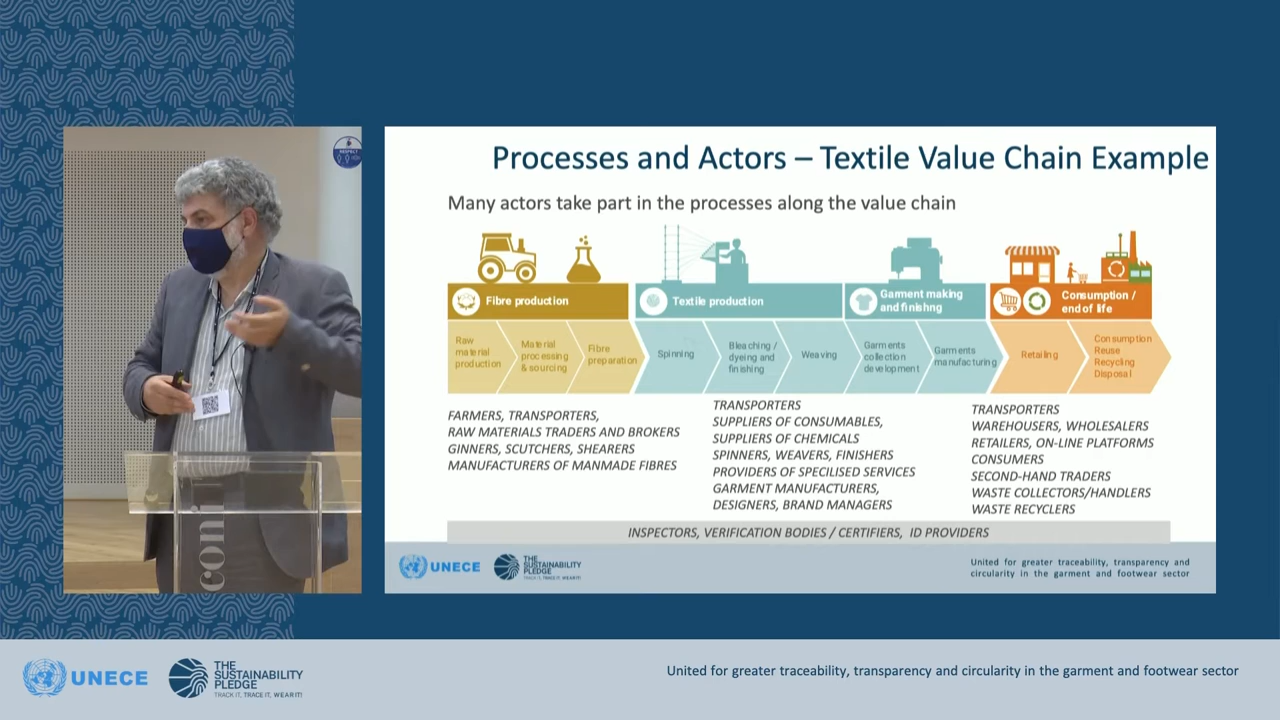 RESPECT
Processes and Actors – Textile Value Chain Example
Many actors take part in the processes along the value chain
Fibre production
Textile production
Garment making
and finishng
Consumption /
end of life
Raw
material
production
Material
processing
& sourcing
Fibre
preparation
Spinning
Bleaching /
dyeing and
finishing
Weaving
Garments
collection
development
Garments
manufacturing
Retailing
Consumption
Reuse
Recycling
Disposal
FARMERS, TRANSPORTERS,
RAW MATERIALS TRADERS AND BROKERS
GINNERS, SCUTCHERS, SHEARERS
MANUFACTURERS OF MANMADE FIBRES
TRANSPORTERS
SUPPLIERS OF CONSUMABLES,
SUPPLIERS OF CHEMICALS
SPINNERS, WEAVERS, FINISHERS
PROVIDERS OF SPECILISED SERVICES
GARMENT MANUFACTURERS,
DESIGNERS, BRAND MANAGERS
TRANSPORTERS
WAREHOUSERS, WHOLESALERS
RETAILERS, ON-LINE PLATFORMS
CONSUMERS
SECOND-HAND TRADERS
WASTE COLLECTORS/HANDLERS
WASTE RECYCLERS
INSPECTORS, VERIFICATION BODIES / CERTIFIERS, ID PROVIDERS
UNECE
THE
SUSTAINABILITY
PLEDGE
TRACK IT, TRACE IT, WEAR IT!
United for greater traceability, transparency and
circularity in the garment and footwear sector
coni
UNECE
THE
SUSTAINABILITY
PLEDGE
TRACK IT, TRACE IT, WEAR IT!
United for greater traceability, transparency and circularity in the garment and footwear sector